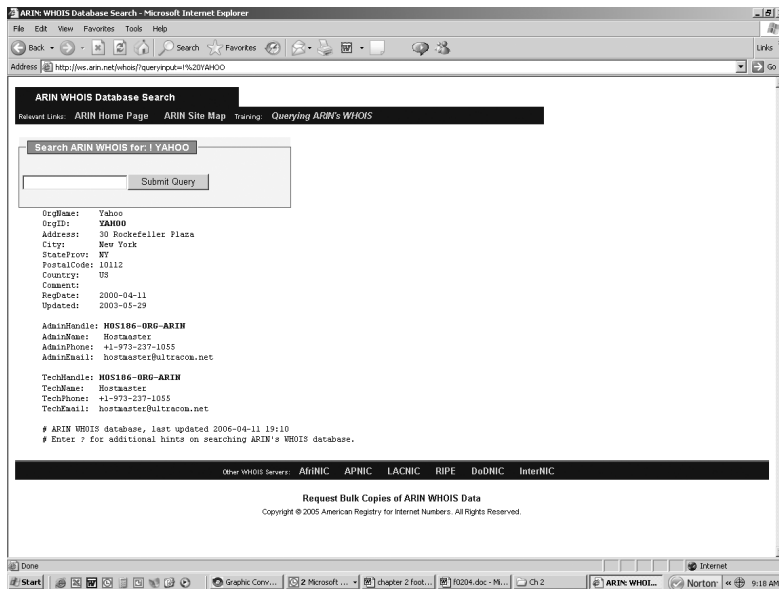 ARIN: WHOIS Database Search - Microsoft Internet Explorer
File Edit View Favorites Tools Help
Back Search Favorites Links
Address http://ws.arin.net/whois/?queryinput=!%20YAHOO Go
ARIN WHOIS Database Search
Relevant Links: ARIN Home Page ARIN Site Map Training: Querying ARIN's WHOIS
Search ARIN WHOIS for: ! YAHOO
Submit Query
OrgName: Yahoo
OrgID: YAHOO
Address: 30 Rockefeller Plaza
City: New York
StateProv: NY
PostalCode: 10112
Country: US
Comment:
RegDate: 2000-04-11
Updated: 2003-05-29
AdminHandle: HOS186-ORG-ARIN
AdminName: Hostmaster
AdminPhone: +1-973-237-1055
AdminEmail: hostmaster@ultracom.net
TechHandle: HOS186-ORG-ARIN
TechName: Hostmaster
TechPhone: +1-973-237-1055
TechEmail: hostmaster@ultracom.net
# ARIN WHOIS database, last updated 2006-04-11 19:10
# Enter ? for additional hints on searching ARIN's WHOIS database.
Other WHOIS Servers: AfriNIC APNIC LACNIC RIPE DoDNIC InterNIC
Request Bulk Copies of ARIN WHOIS Data
Copyright © 2005 American Registry for Internet Numbers. All Rights Reserved.
Done Internet
Start Graphic Conv... 2 Microsoft ... chapter 2 foot... f0204.doc - Mi... Ch 2 ARIN: WHOI... Norton 9:18 AM